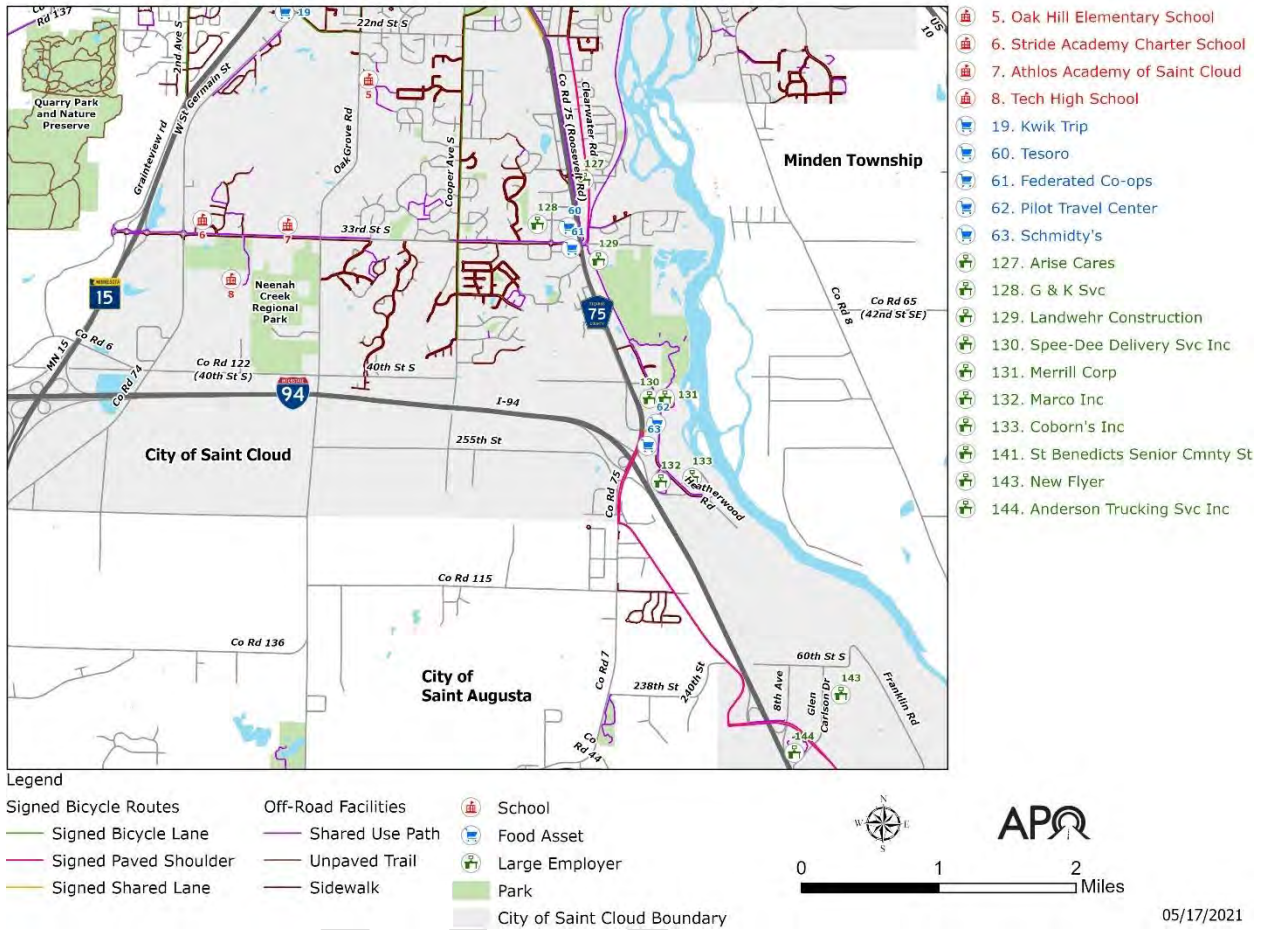 Co Rd 137
2nd Ave S
19
22nd St S
W St Germain St
Quarry Park
and Nature
Preserve
Graniteview rd
5
OakGrove Rd
Cooper Ave S
Co Rd 75 (Roosevelt Rd)
Clearwater Rd
US 10
Minden Township
127
128
60
61
129
6
7
33rd St S
8
Neenah
Creek
Regional
Park
MINNESOTA
15
75
Co Rd 8
Co Rd 65
(42nd St SE)
MN 15
Co Rd 6
Co Rd 74
Co Rd 122
(40th St S)
40th St S
INTERSTATE
94
I-94
130
131
62
63
City of Saint Cloud
255th St
Co Rd 75
132
133
Heatherwood
Rd
Co Rd 115
Co Rd 136
City of
Saint Augusta
Co Rd 7
238th St
240th St
60th St S
8th Ave
Glen
Carlson Dr
143
Franklin Rd
Co
Rd 44
144
5. Oak Hill Elementary School
6. Stride Academy Charter School
7. Athlos Academy of Saint Cloud
8. Tech High School
19. Kwik Trip
60. Tesoro
61. Federated Co-ops
62. Pilot Travel Center
63. Schmidty's
127. Arise Cares
128. G & K Svc
129. Landwehr Construction
130. Spee-Dee Delivery Svc Inc
131. Merrill Corp
132. Marco Inc
133. Coborn's Inc
141. St Benedicts Senior Cmnty St
143. New Flyer
144. Anderson Trucking Svc Inc
Legend
Signed Bicycle Routes
Signed Bicycle Lane
Signed Paved Shoulder
Signed Shared Lane
Off-Road Facilities
Shared Use Path
Unpaved Trail
Sidewalk
School
Food Asset
Large Employer
Park
City of Saint Cloud Boundary
N
W E
S
APO
0 1 2
Miles
05/17/2021